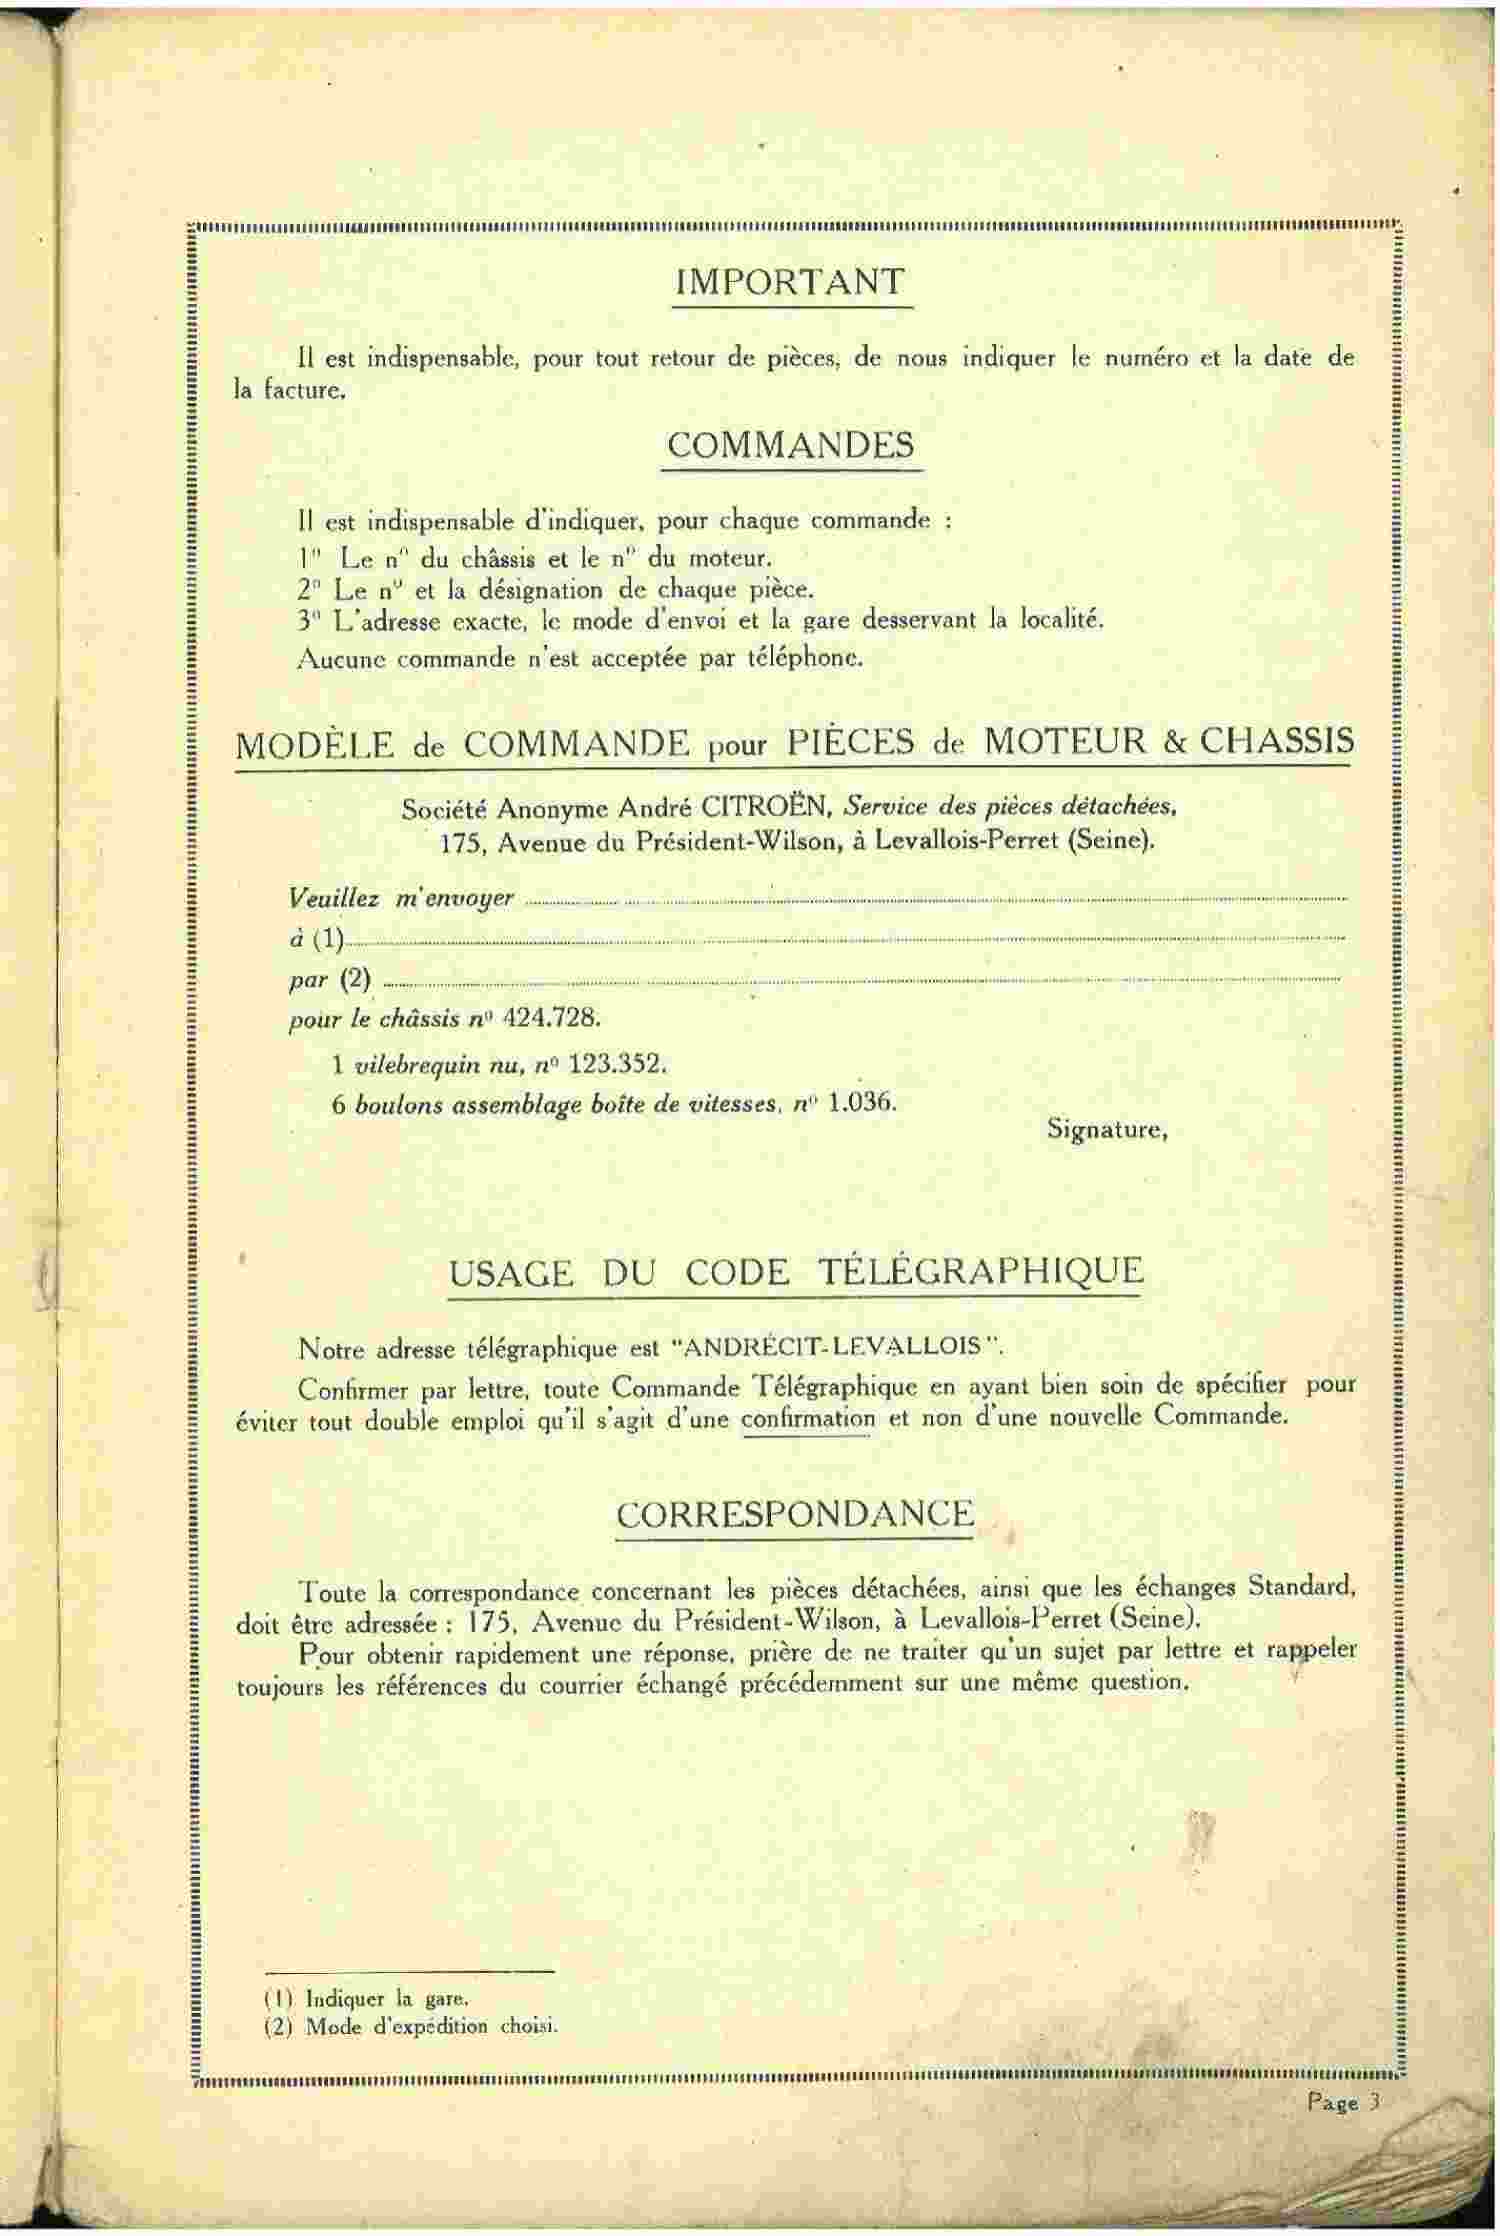 IMPORTANT
Il est indispensable, pour tout retour de pièces, de nous indiquer le numéro et la date de
la facture.
COMMANDES
Il est indispensable d'indiquer, pour chaque commande :
1° Le n° du châssis et le n° du moteur.
2° Le n° et la désignation de chaque pièce.
3° L'adresse exacte, le mode d'envoi et la gare desservant la localité.
Aucune commande n'est acceptée par téléphone.
MODÈLE de COMMANDE pour PIÈCES de MOTEUR & CHASSIS
Société Anonyme André CITROËN, Service des pièces détachées,
175, Avenue du Président-Wilson, à Levallois-Perret (Seine).
Veuillez m'envoyer
à (1)
par (2)
pour le châssis n° 424.728.
1 vilebrequin nu, n° 123.352.
6 boulons assemblage boîte de vitesses, n° 1.036.
Signature,
USAGE DU CODE TÉLÉGRAPHIQUE
Notre adresse télégraphique est "ANDRÉCIT-LEVALLOIS".
Confirmer par lettre, toute Commande Télégraphique en ayant bien soin de spécifier pour
éviter tout double emploi qu'il s'agit d'une confirmation et non d'une nouvelle Commande.
CORRESPONDANCE
Toute la correspondance concernant les pièces détachées, ainsi que les échanges Standard,
doit être adressée : 175, Avenue du Président-Wilson, à Levallois-Perret (Seine).
Pour obtenir rapidement une réponse, prière de ne traiter qu'un sujet par lettre et rappeler
toujours les références du courrier échangé précédemment sur une même question.
(1) Indiquer la gare.
(2) Mode d'expédition choisi.
Page 3